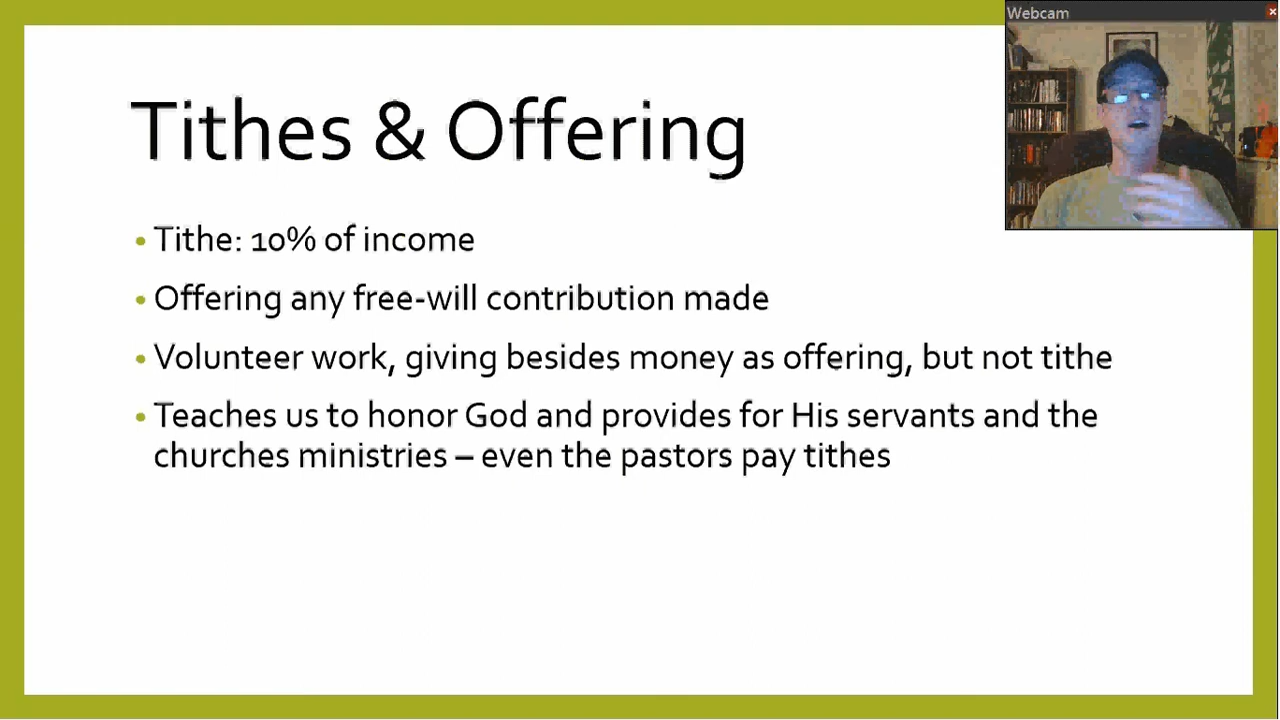 Webcam
Tithes & Offering
• Tithe: 10% of income
• Offering any free-will contribution made
• Volunteer work, giving besides money as offering, but not tithe
• Teaches us to honor God and provides for His servants and the
churches ministries – even the pastors pay tithes